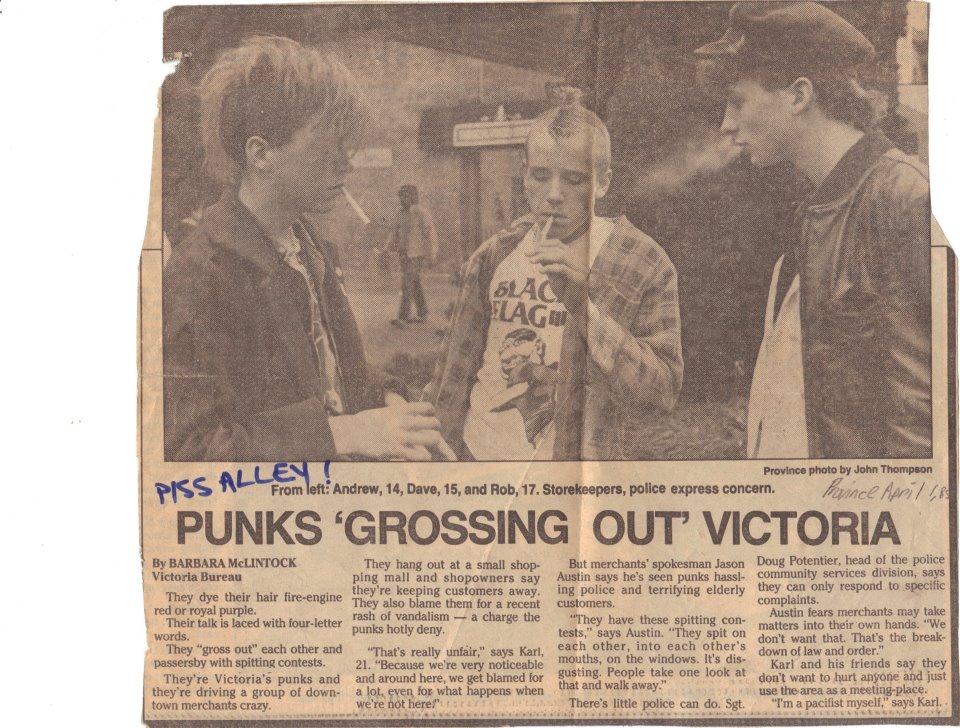 BLAC
FLAG
Province photo by John Thompson
PISS ALLEY!
From left: Andrew, 14, Dave, 15, and Rob, 17. Storekeepers, police express concern.
Province April 1,
PUNKS ‘GROSSING OUT’ VICTORIA
By BARBARA McLINTOCK
Victoria Bureau
They dye their hair fire-engine
red or royal purple.
Their talk is laced with four-letter
words.
They “gross out” each other and
passersby with spitting contests.
They're Victoria's punks and
they're driving a group of down-
town merchants crazy.
They hang out at a small shop-
ping mall and shopowners say
they're keeping customers away.
They also blame them for a recent
rash of vandalism — a charge the
punks hotly deny.
“That's really unfair,” says Karl,
21. “Because we're very noticeable
and around here, we get blamed for
a lot, even for what happens when
we're not here.”
But merchants' spokesman Jason
Austin says he's seen punks hassl-
ing police and terrifying elderly
customers.
“They have these spitting con-
tests,” says Austin. “They spit on
each other, into each other's
mouths, on the windows. It's dis-
gusting. People take one look at
that and walk away.”
There's little police can do. Sgt.
Doug Potentier, head of the police
community services division, says
they can only respond to specific
complaints.
Austin fears merchants may take
matters into their own hands. “We
don't want that. That's the break-
down of law and order.”
Karl and his friends say they
don't want to hurt anyone and just
use the area as a meeting-place.
“I'm a pacifist myself,” says Karl.